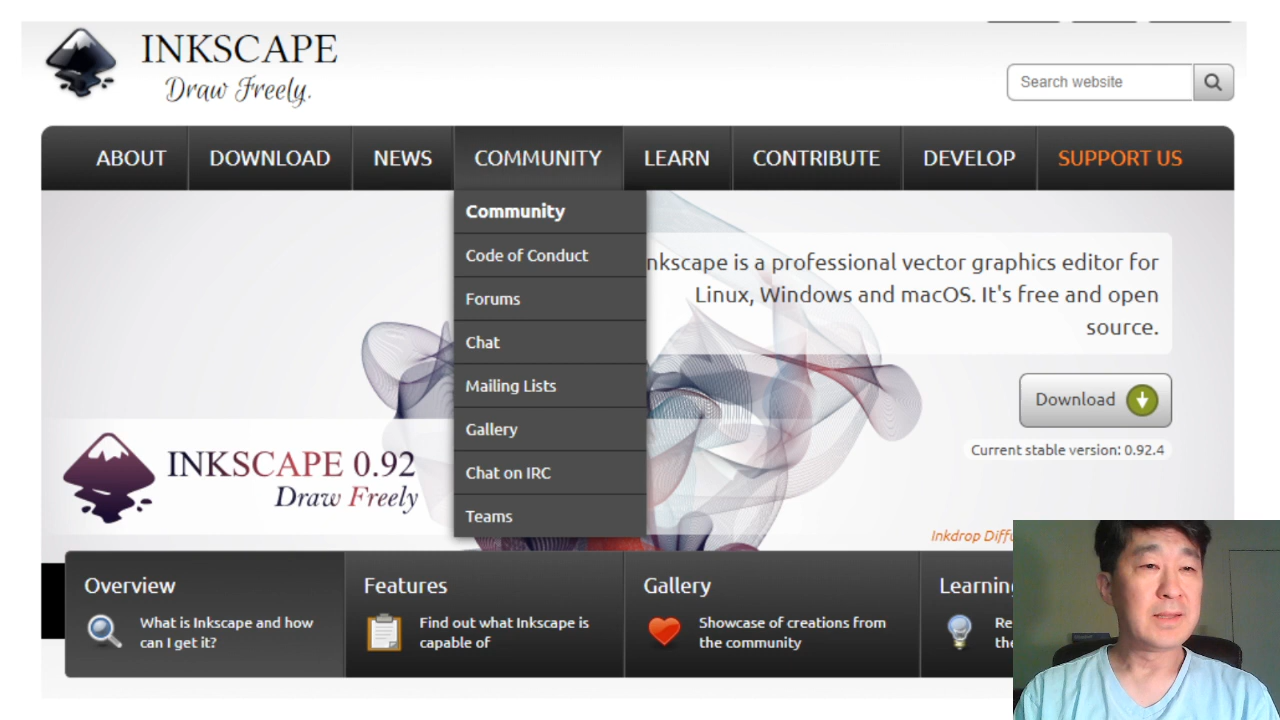 INKSCAPE
Draw Freely.
Search website
ABOUT DOWNLOAD NEWS COMMUNITY LEARN CONTRIBUTE DEVELOP SUPPORT US
Community
Code of Conduct
Forums
Chat
Mailing Lists
Gallery
Chat on IRC
Teams
nkscape is a professional vector graphics editor for
Linux, Windows and macOS. It's free and open
source.
Download
Current stable version: 0.92.4
INKSCAPE 0.92
Draw Freely
Inkdrop
Overview
What is Inkscape and how
can I get it?
Features
Find out what Inkscape is
capable of
Gallery
Showcase of creations from
the community
Learning